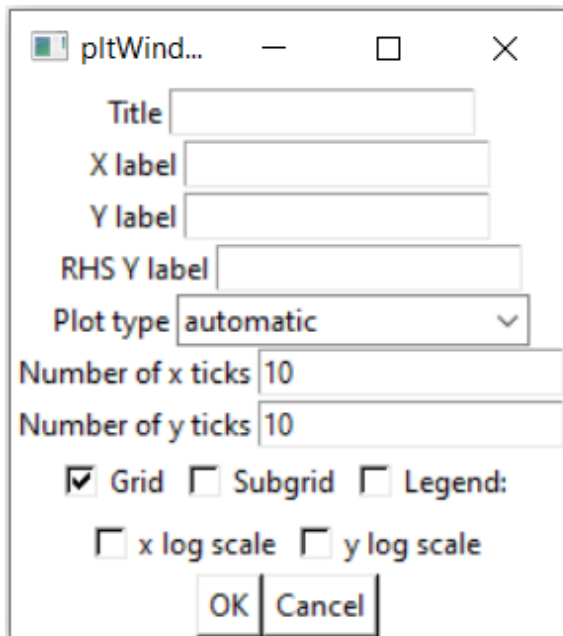 pltWind...
Title
X label
Y label
RHS Y label
Plot type automatic
Number of x ticks 10
Number of y ticks 10
Grid Subgrid Legend:
x log scale y log scale
OK Cancel